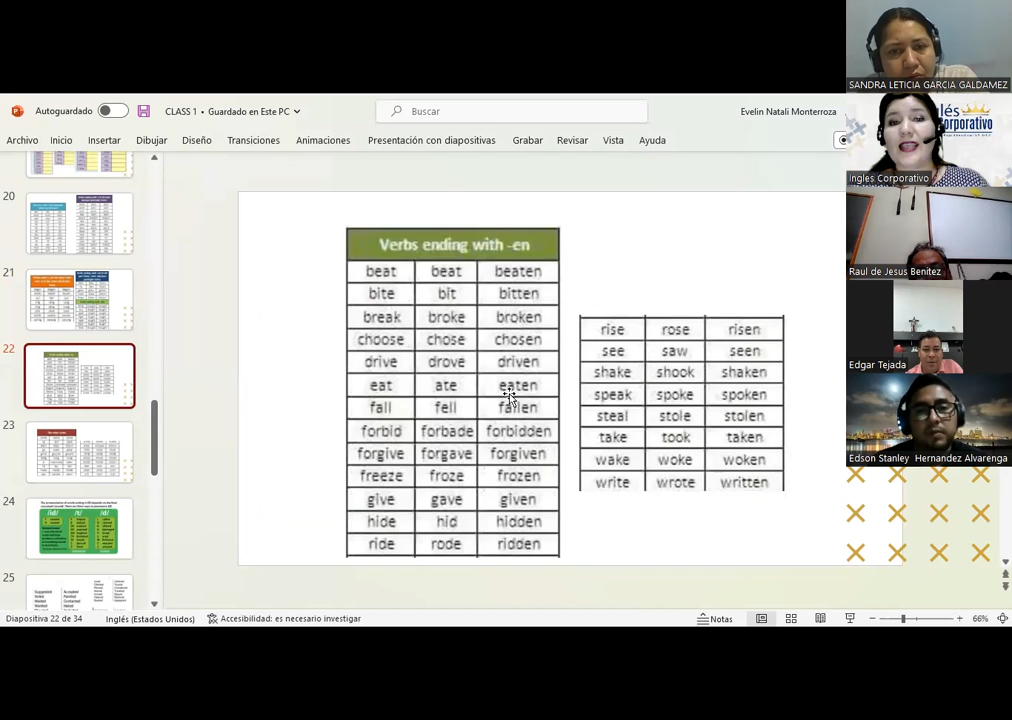 Autoguardado
CLASS 1 • Guardado en Este PC
Buscar
Evelin Natali Monterroza
Archivo Inicio Insertar Dibujar Diseño Transiciones Animaciones Presentación con diapositivas Grabar Revisar Vista Ayuda
20
21
22
23
24
25
Verbs ending with -en
beat beat beaten
bite bit bitten
break broke broken
choose chose chosen
drive drove driven
eat ate eaten
fall fell fallen
forbid forbade forbidden
forgive forgave forgiven
freeze froze frozen
give gave given
hide hid hidden
ride rode ridden
rise rose risen
see saw seen
shake shook shaken
speak spoke spoken
steal stole stolen
take took taken
wake woke woken
write wrote written
SANDRA LETICIA GARCIA GALDAMEZ
Ingles Corporativo
Raul de Jesus Benitez
Edgar Tejada
Edson Stanley Hernandez Alvarenga
Diapositiva 22 de 34 Inglés (Estados Unidos) Accesibilidad: es necesario investigar Notas 66%